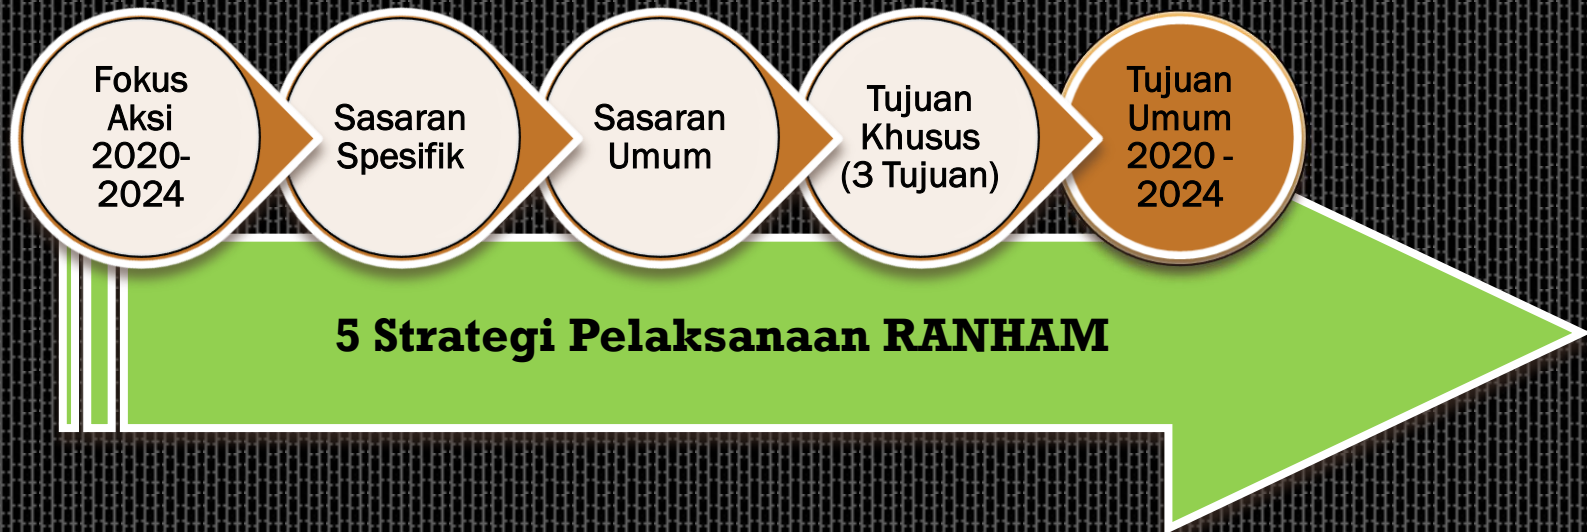 Fokus
Aksi
2020-
2024
Sasaran
Spesifik
Sasaran
Umum
Tujuan
Khusus
(3 Tujuan)
Tujuan
Umum
2020 -
2024
5 Strategi Pelaksanaan RANHAM